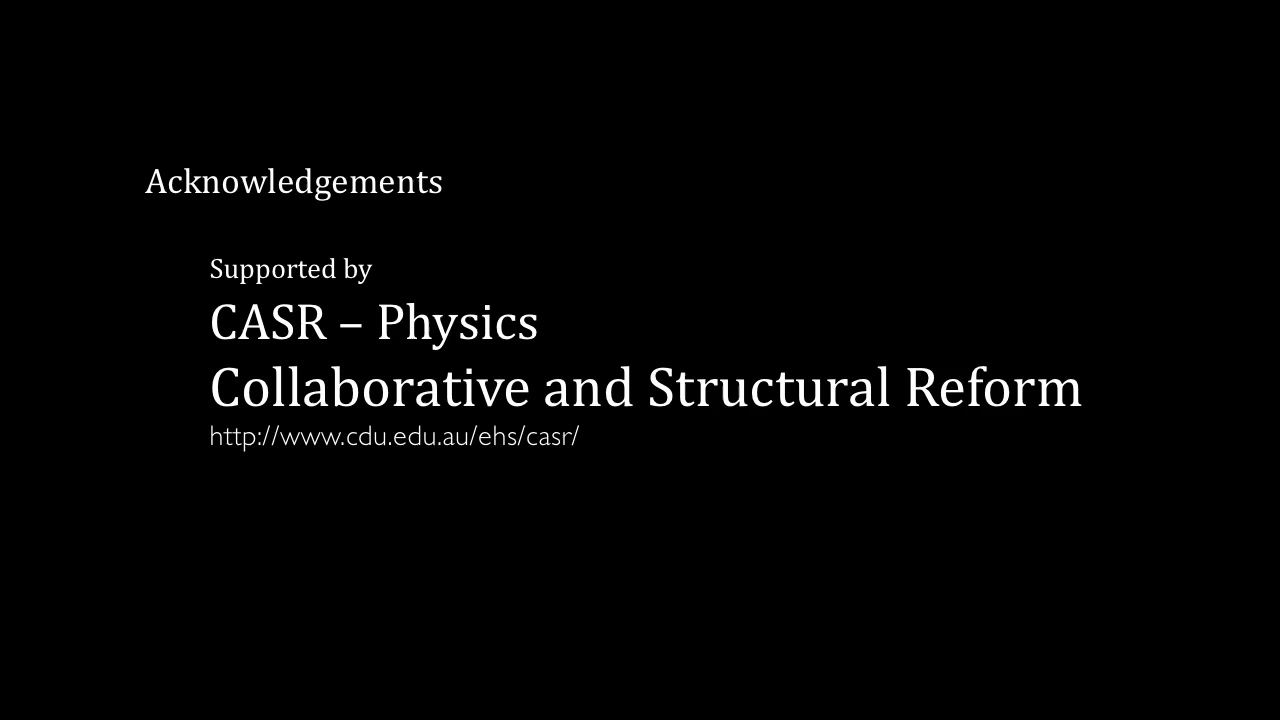 Acknowledgements
Supported by
CASR – Physics
Collaborative and Structural Reform
http://www.cdu.edu.au/ehs/casr/